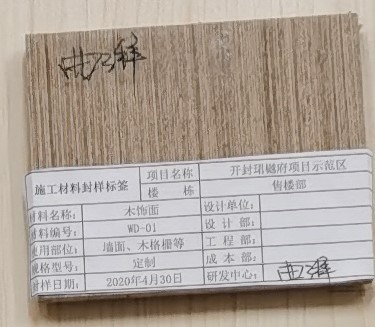 施工材料封样标签 项目名称 开封珺樾府项目示范区
楼 栋 售楼部
材料名称: 木饰面 设计单位:
材料编号: WD-01 设 计 部:
使用部位: 墙面、木格栅等 工 程 部:
规格型号: 定制 成 本 部:
封样日期: 2020年4月30日 研发中心: